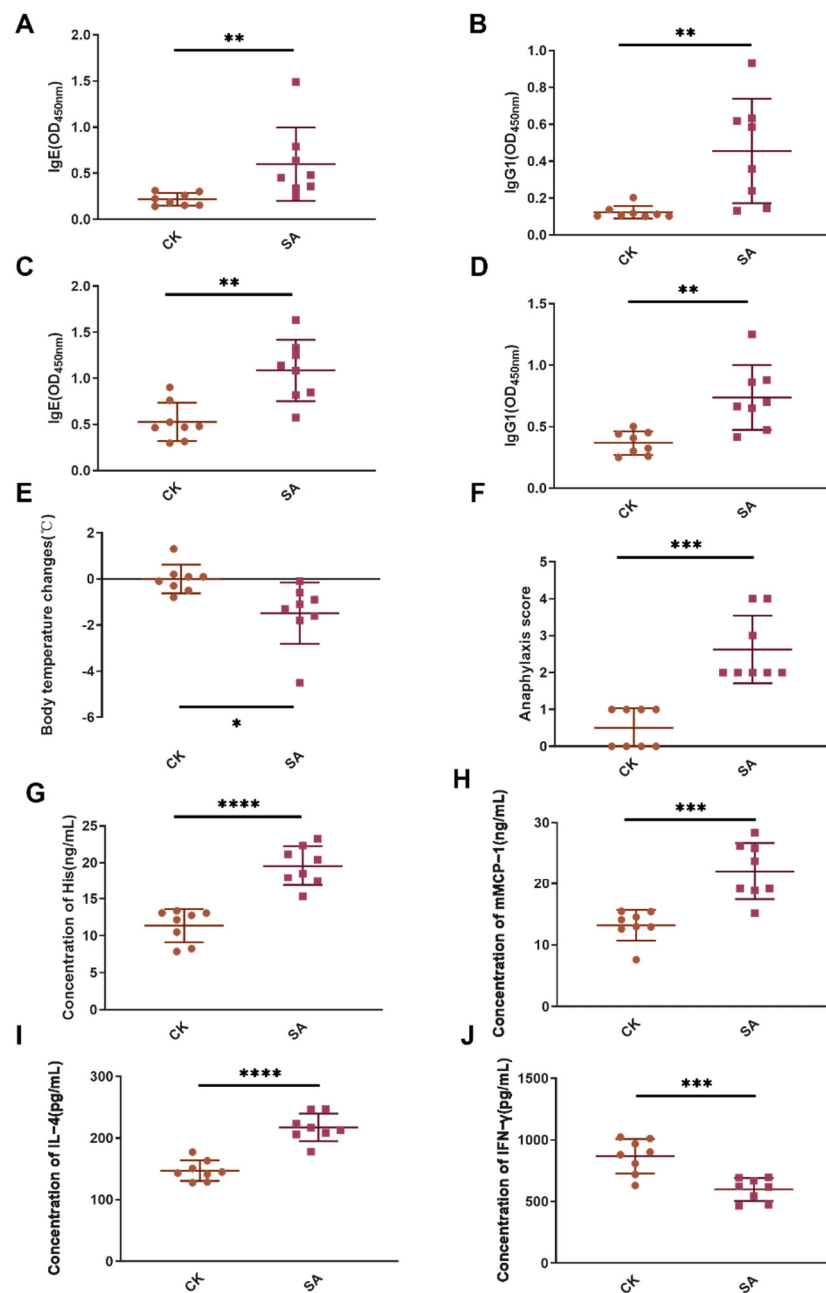 A
**
IgE(OD450nm)
2.0
1.5
1.0
0.5
0.0
CK
SA
B
**
IgG1(OD450nm)
1.0
0.8
0.6
0.4
0.2
0.0
CK
SA
C
**
IgE(OD450nm)
2.0
1.5
1.0
0.5
0.0
CK
SA
D
**
IgG1(OD450nm)
1.5
1.0
0.5
0.0
CK
SA
E
Body temperature changes(℃)
2
0
-2
-4
-6
*
CK
SA
F
***
Anaphylaxis score
5
4
3
2
1
0
CK
SA
G
****
Concentration of His(ng/mL)
25
20
15
10
5
0
CK
SA
H
***
Concentration of mMCP-1(ng/mL)
30
20
10
0
CK
SA
I
****
Concentration of IL-4(pg/mL)
300
200
100
0
CK
SA
J
***
Concentration of IFN-γ(pg/mL)
1500
1000
500
0
CK
SA